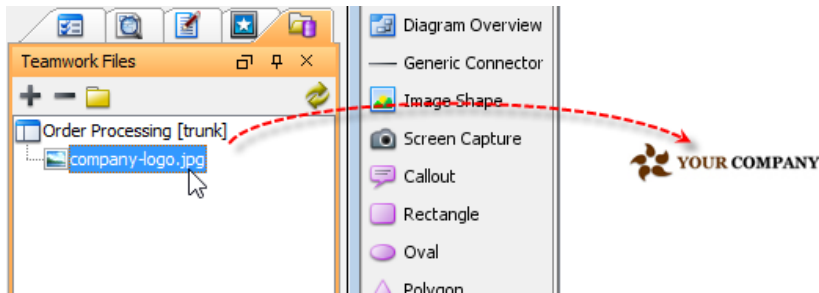 Teamwork Files
Order Processing [trunk]
company-logo.jpg
Diagram Overview
Generic Connector
Image Shape
Screen Capture
Callout
Rectangle
Oval
Polygon
YOUR COMPANY